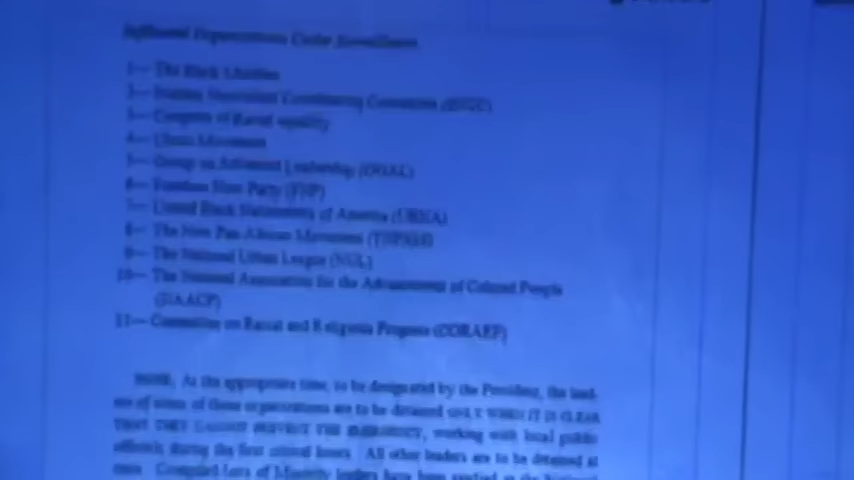 Influential Organizations Under Surveillance
1— The Black Muslims
2— Student Nonviolent Coordinating Committee (SNCC)
3— Congress of Racial equality
4— Uhuru Movement
5— Group on Advanced Leadership (GOAL)
6— Freedom Now Party (FNP)
7— United Black Nationalists of America (UBNA)
8— The New Pan-African Movement (TNPAM)
9— The National Urban League (NUL)
10— The National Association for the Advancement of Colored People
(NAACP)
11— Committee on Racial and Religious Progress (CORARP)
NOTE: At the appropriate time, to be designated by the President, the lead-
ers of some of these organizations are to be detained ONLY WHEN IT IS CLEAR
THAT THEY CANNOT PREVENT THE EMERGENCY, working with local public
officials during the first critical hours. All other leaders are to be detained at
once. Compiled lists of Minority leaders have been readied at the National